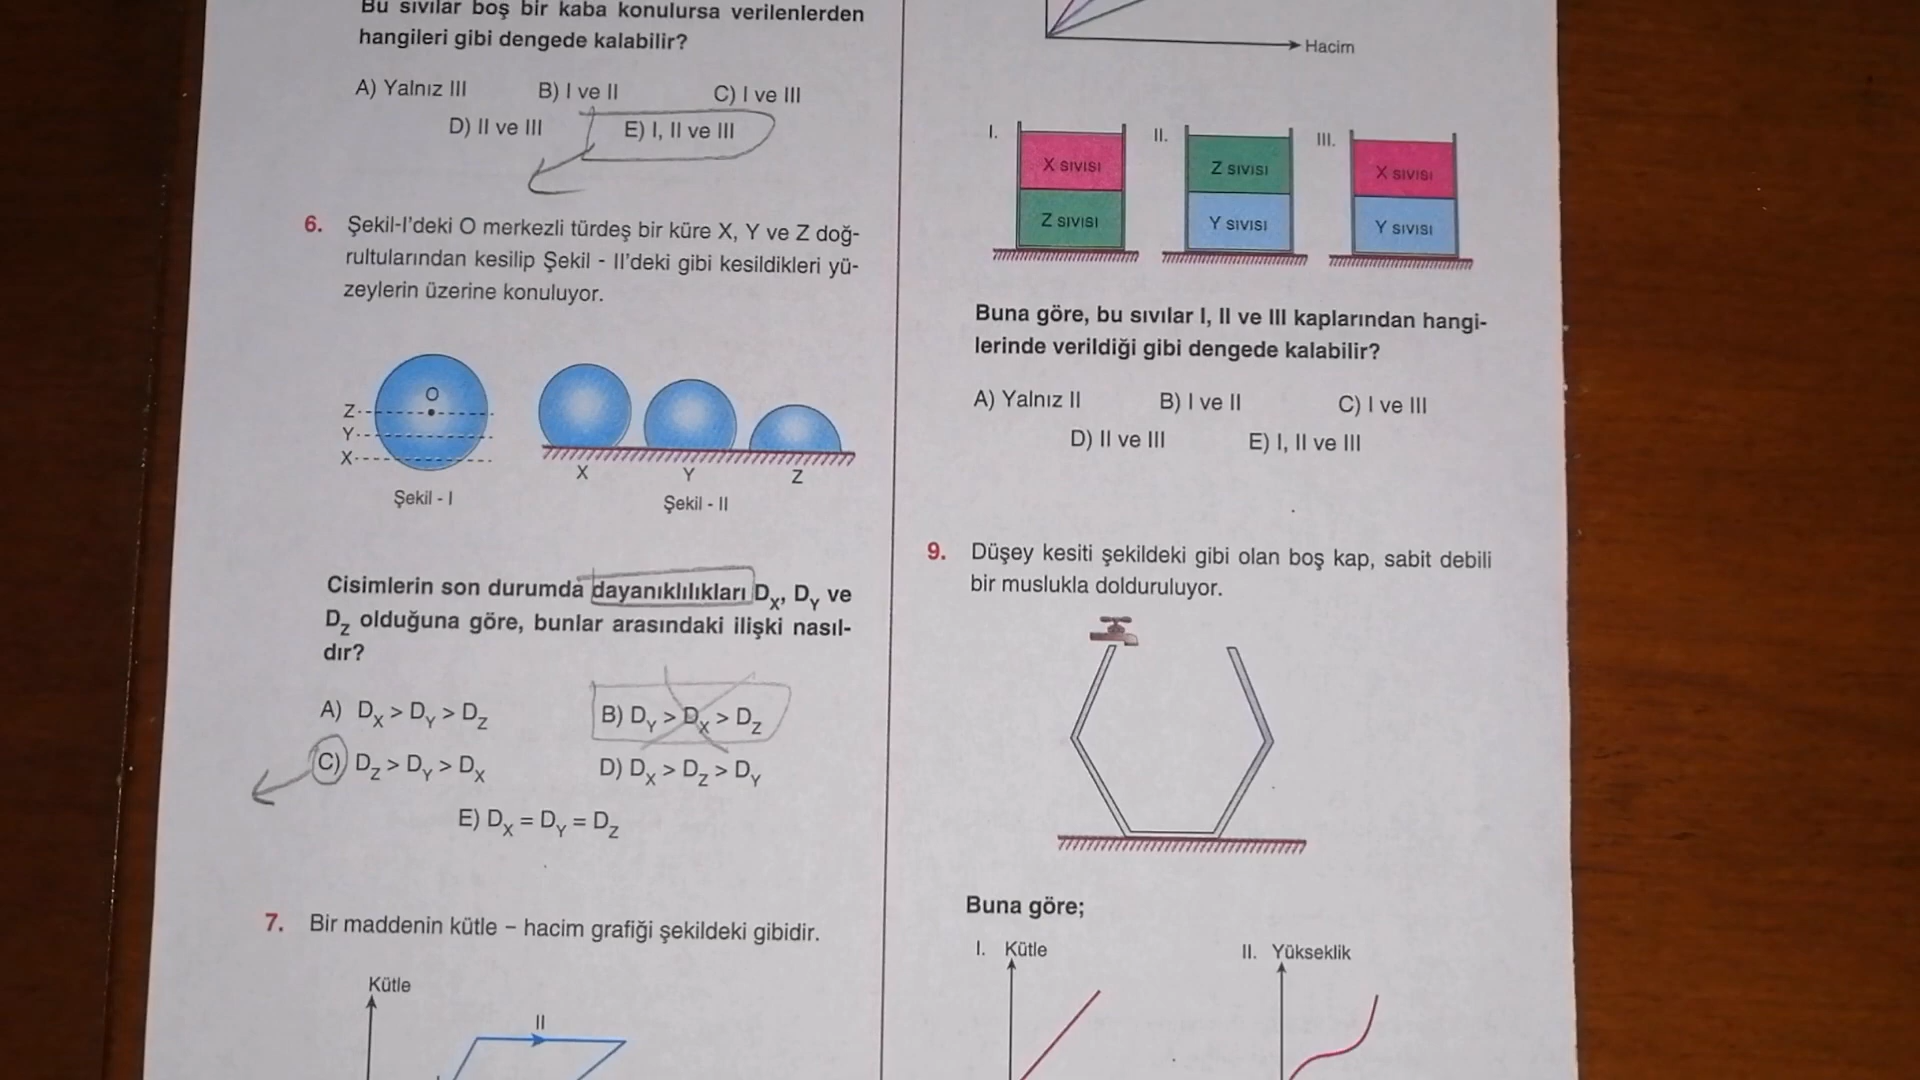 Bu sıvılar boş bir kaba konulursa verilenlerden
hangileri gibi dengede kalabilir?
A) Yalnız III
B) I ve II
C) I ve III
D) II ve III
E) I, II ve III
6. Şekil-I'deki O merkezli türdeş bir küre X, Y ve Z doğ-
rultularından kesilip Şekil - II'deki gibi kesildikleri yü-
zeylerin üzerine konuluyor.
O
Z
Y
X
Şekil - I
X
Y
Z
Şekil - II
Cisimlerin son durumda dayanıklılıkları DX, DY ve
DZ olduğuna göre, bunlar arasındaki ilişki nasıl-
dır?
A) DX > DY > DZ
B) DY > DX > DZ
C) DZ > DY > DX
D) DX > DZ > DY
E) DX = DY = DZ
7. Bir maddenin kütle – hacim grafiği şekildeki gibidir.
Kütle
II
Hacim
I.
X SIVISI
Z SIVISI
II.
Z SIVISI
Y SIVISI
III.
X SIVISI
Y SIVISI
Buna göre, bu sıvılar I, II ve III kaplarından hangi-
lerinde verildiği gibi dengede kalabilir?
A) Yalnız II
B) I ve II
C) I ve III
D) II ve III
E) I, II ve III
9. Düşey kesiti şekildeki gibi olan boş kap, sabit debili
bir muslukla dolduruluyor.
Buna göre;
I. Kütle
II. Yükseklik